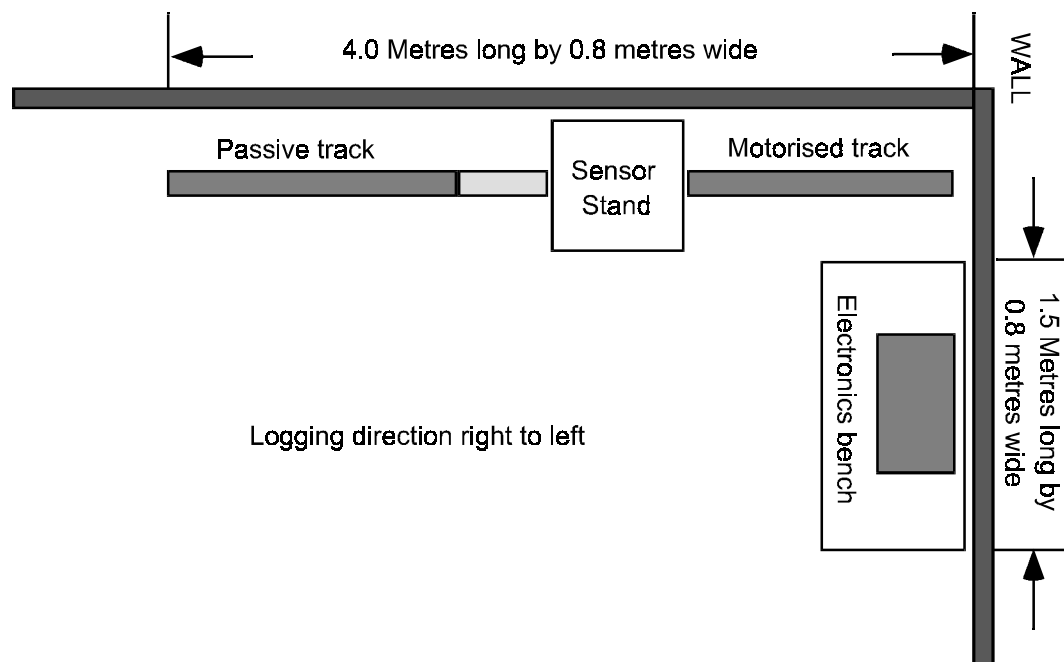 4.0 Metres long by 0.8 metres wide
WALL
Passive track
Motorised track
Sensor
Stand
Electronics bench
1.5 Metres long by
0.8 metres wide
Logging direction right to left